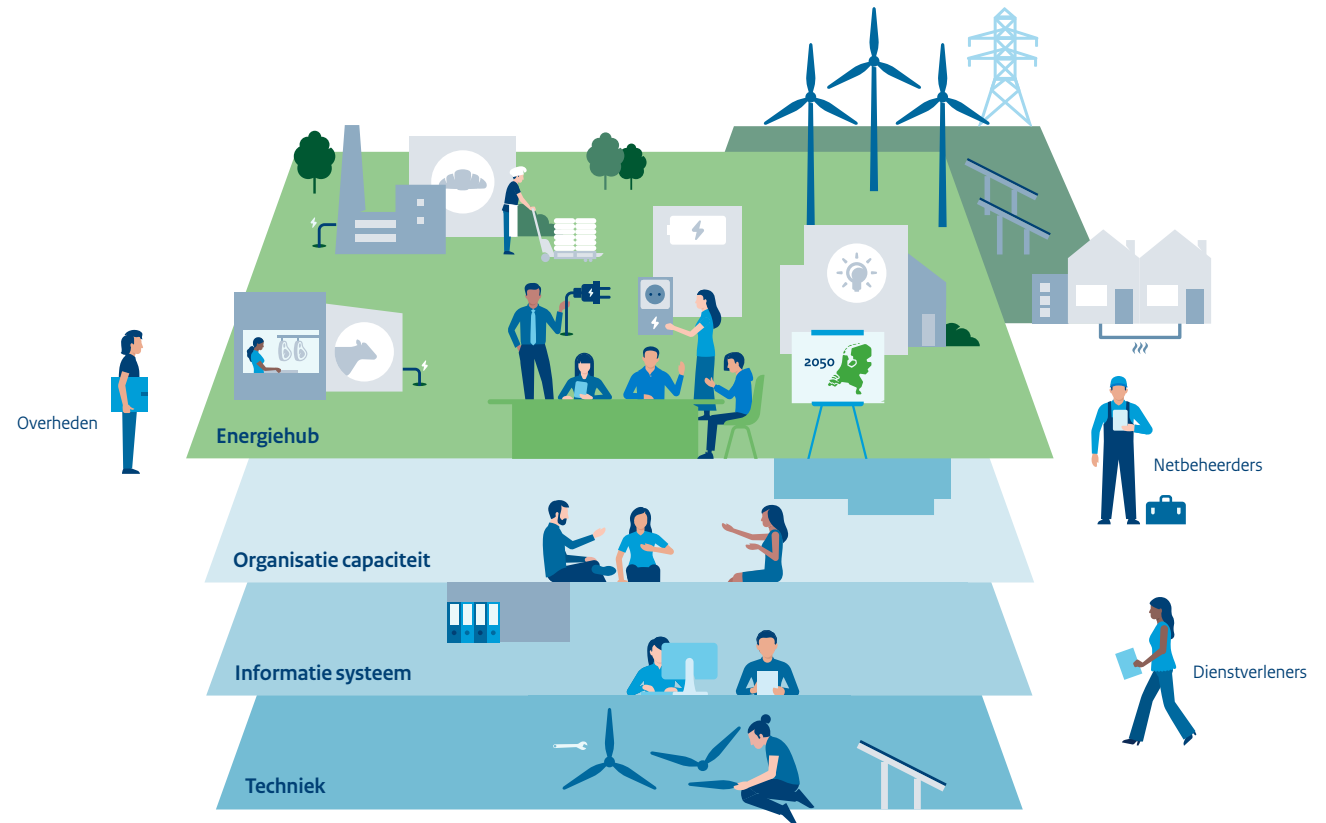 2050
Overheden
Energiehub
Netbeheerders
Organisatie capaciteit
Informatie systeem
Dienstverleners
Techniek